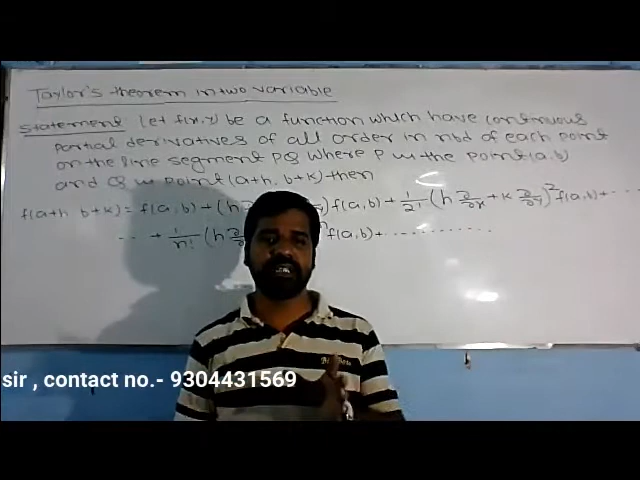 Taylor's theorem in two variable
Statement Let f(x,y) be a function which have continuous
partial derivatives of all order in nbd of each point
on the line segment PQ where P is the point (a,b)
and Q is point (a+h, b+k) then
f(a+h b+k) = f(a,b) + (h ∂/ ) f(a,b) + 1/2! (h ∂/∂x + k ∂/∂y)² f(a,b) + ...
... + 1/n! (h ∂/ f(a,b) + ............
sir , contact no.- 9304431569